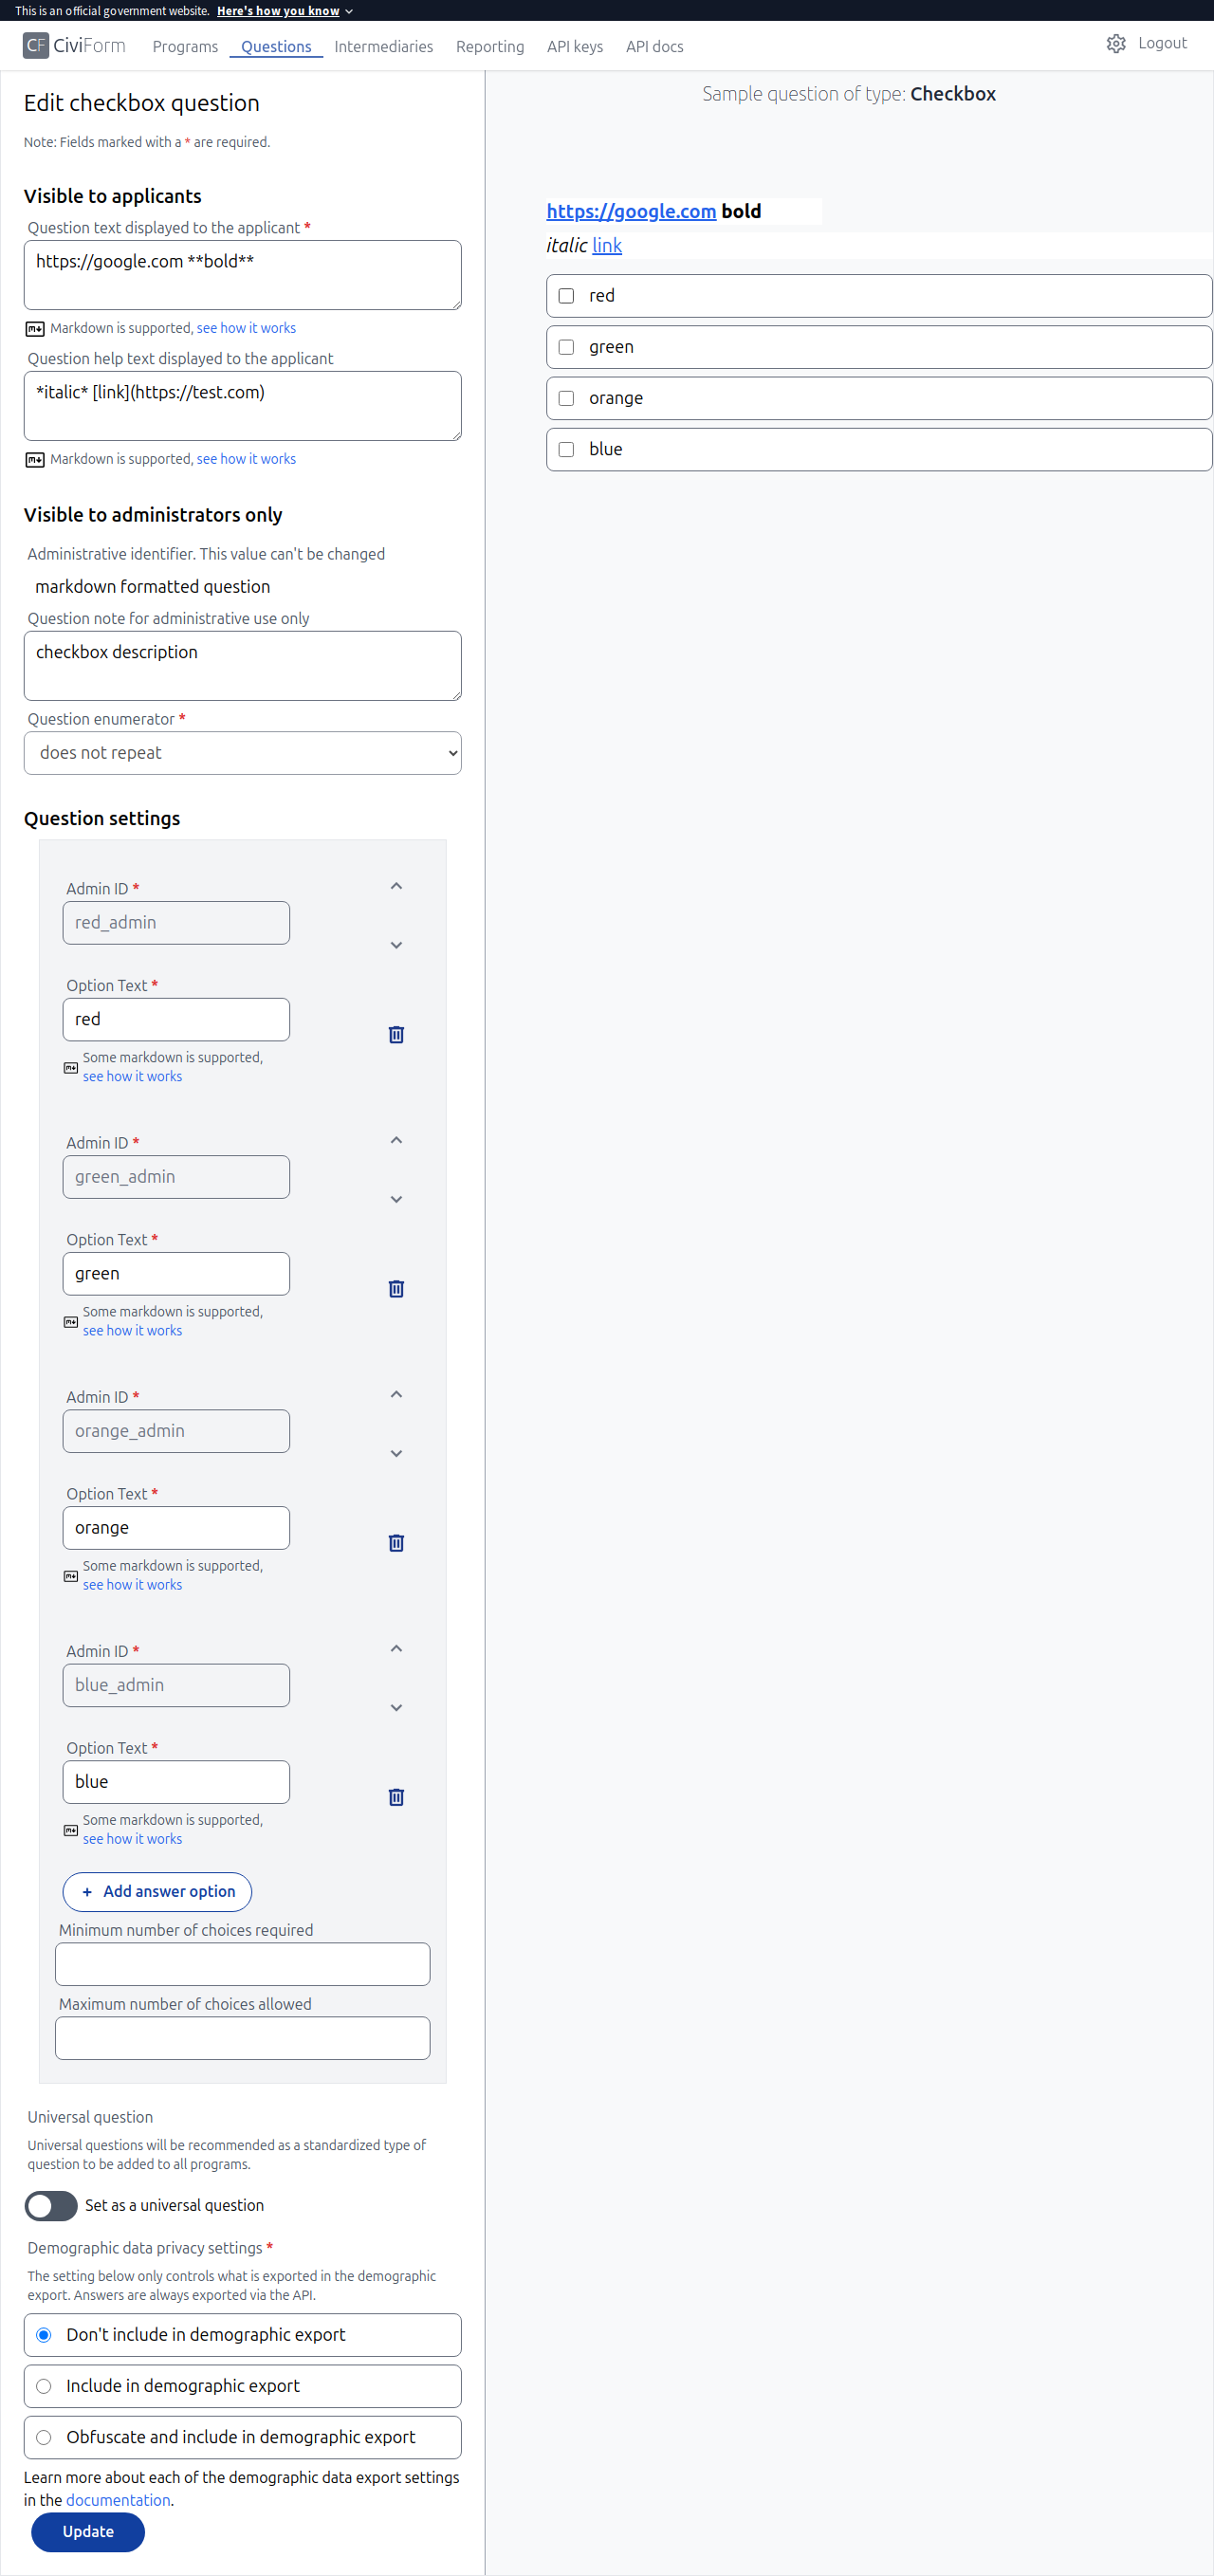 This is an official government website. Here's how you know
CF CiviForm Programs Questions Intermediaries Reporting API keys API docs Logout
Edit checkbox question
Note: Fields marked with a * are required.
Visible to applicants
Question text displayed to the applicant *
https://google.com **bold**
Markdown is supported, see how it works
Question help text displayed to the applicant
*italic* [link](https://test.com)
Markdown is supported, see how it works
Visible to administrators only
Administrative identifier. This value can't be changed
markdown formatted question
Question note for administrative use only
checkbox description
Question enumerator *
does not repeat
Question settings
Admin ID *
red_admin
Option Text *
red
Some markdown is supported,
see how it works
Admin ID *
green_admin
Option Text *
green
Some markdown is supported,
see how it works
Admin ID *
orange_admin
Option Text *
orange
Some markdown is supported,
see how it works
Admin ID *
blue_admin
Option Text *
blue
Some markdown is supported,
see how it works
+ Add answer option
Minimum number of choices required
Maximum number of choices allowed
Universal question
Universal questions will be recommended as a standardized type of
question to be added to all programs.
Set as a universal question
Demographic data privacy settings *
The setting below only controls what is exported in the demographic
export. Answers are always exported via the API.
Don't include in demographic export
Include in demographic export
Obfuscate and include in demographic export
Learn more about each of the demographic data export settings
in the documentation.
Update
Sample question of type: Checkbox
https://google.com bold
italic link
red
green
orange
blue